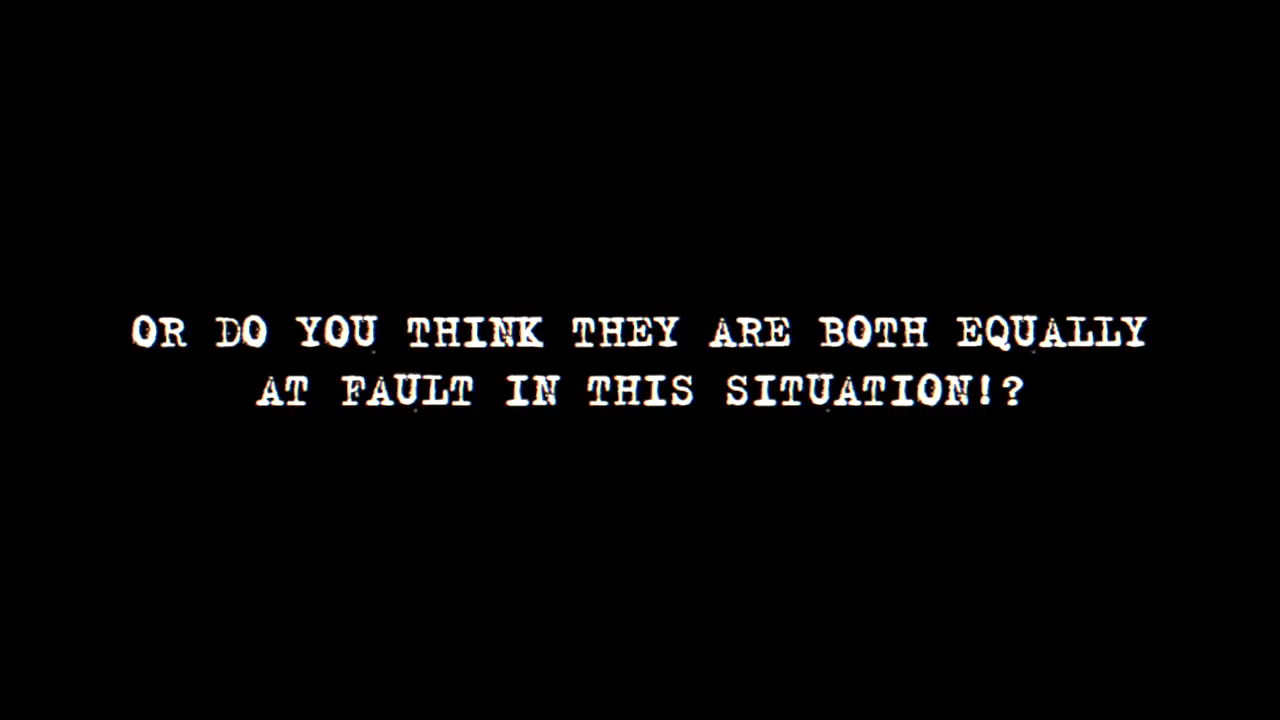 OR DO YOU THINK THEY ARE BOTH EQUALLY
AT FAULT IN THIS SITUATION!?